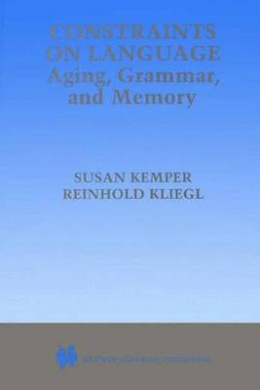 CONSTRAINTS
ON LANGUAGE
Aging, Grammar,
and Memory
SUSAN KEMPER
REINHOLD KLIEGL